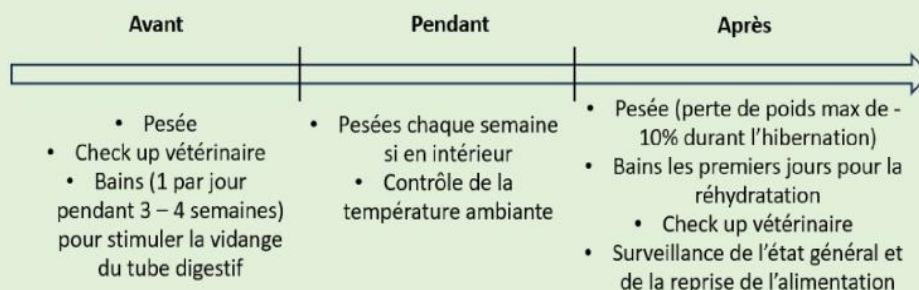 Avant
• Pesée
• Check up vétérinaire
• Bains (1 par jour
pendant 3 – 4 semaines)
pour stimuler la vidange
du tube digestif
Pendant
• Pesées chaque semaine
si en intérieur
• Contrôle de la
température ambiante
Après
• Pesée (perte de poids max de -
10% durant l’hibernation)
• Bains les premiers jours pour la
réhydratation
• Check up vétérinaire
• Surveillance de l’état général et
de la reprise de l’alimentation